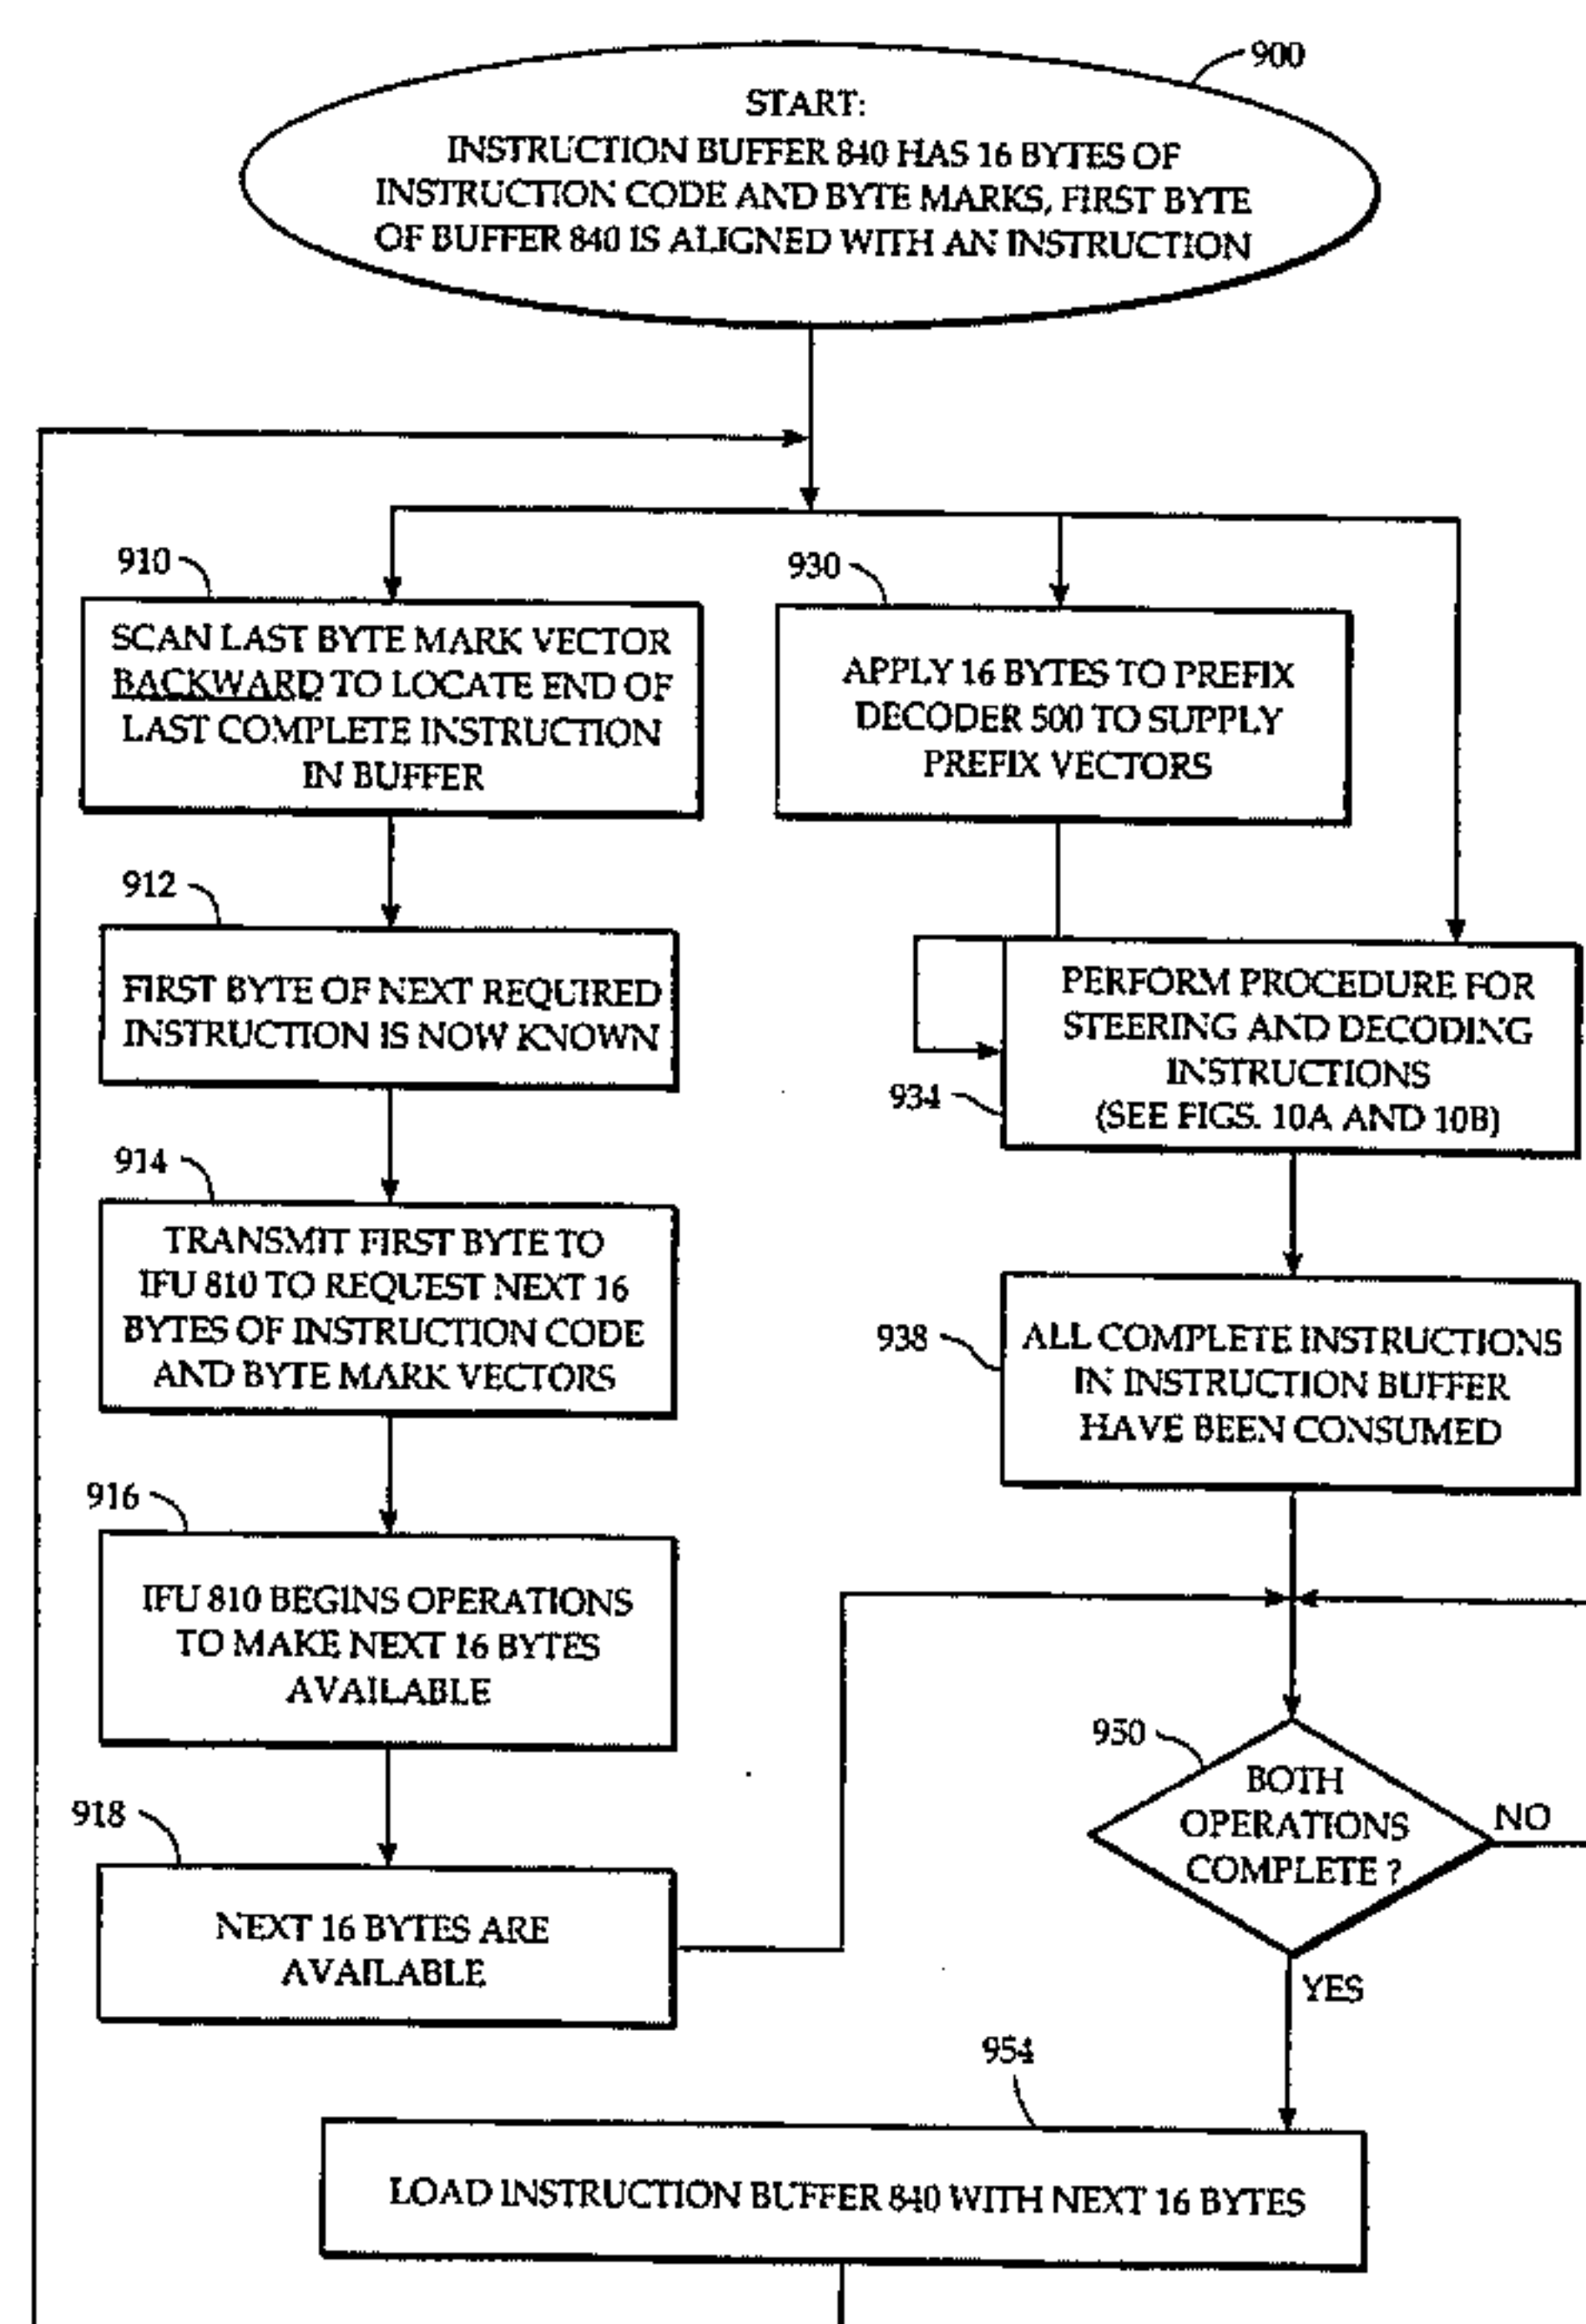 900
START:
INSTRUCTION BUFFER 840 HAS 16 BYTES OF
INSTRUCTION CODE AND BYTE MARKS, FIRST BYTE
OF BUFFER 840 IS ALIGNED WITH AN INSTRUCTION
910
SCAN LAST BYTE MARK VECTOR
BACKWARD TO LOCATE END OF
LAST COMPLETE INSTRUCTION
IN BUFFER
930
APPLY 16 BYTES TO PREFIX
DECODER 500 TO SUPPLY
PREFIX VECTORS
912
FIRST BYTE OF NEXT REQUIRED
INSTRUCTION IS NOW KNOWN
PERFORM PROCEDURE FOR
STEERING AND DECODING
INSTRUCTIONS
(SEE FIGS. 10A AND 10B)
934
914
TRANSMIT FIRST BYTE TO
IFU 810 TO REQUEST NEXT 16
BYTES OF INSTRUCTION CODE
AND BYTE MARK VECTORS
938
ALL COMPLETE INSTRUCTIONS
IN INSTRUCTION BUFFER
HAVE BEEN CONSUMED
916
IFU 810 BEGINS OPERATIONS
TO MAKE NEXT 16 BYTES
AVAILABLE
950
BOTH
OPERATIONS
COMPLETE ?
NO
YES
918
NEXT 16 BYTES ARE
AVAILABLE
954
LOAD INSTRUCTION BUFFER 840 WITH NEXT 16 BYTES